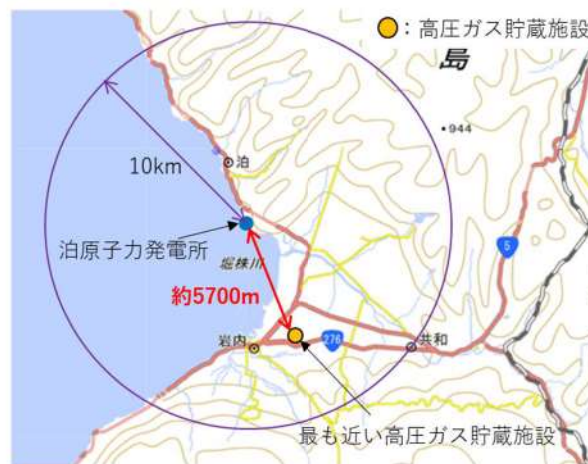 ●:高圧ガス貯蔵施設
島
・944
10km
泊
泊原子力発電所
堀株川
5
約5700m
岩内
276
共和
最も近い高圧ガス貯蔵施設